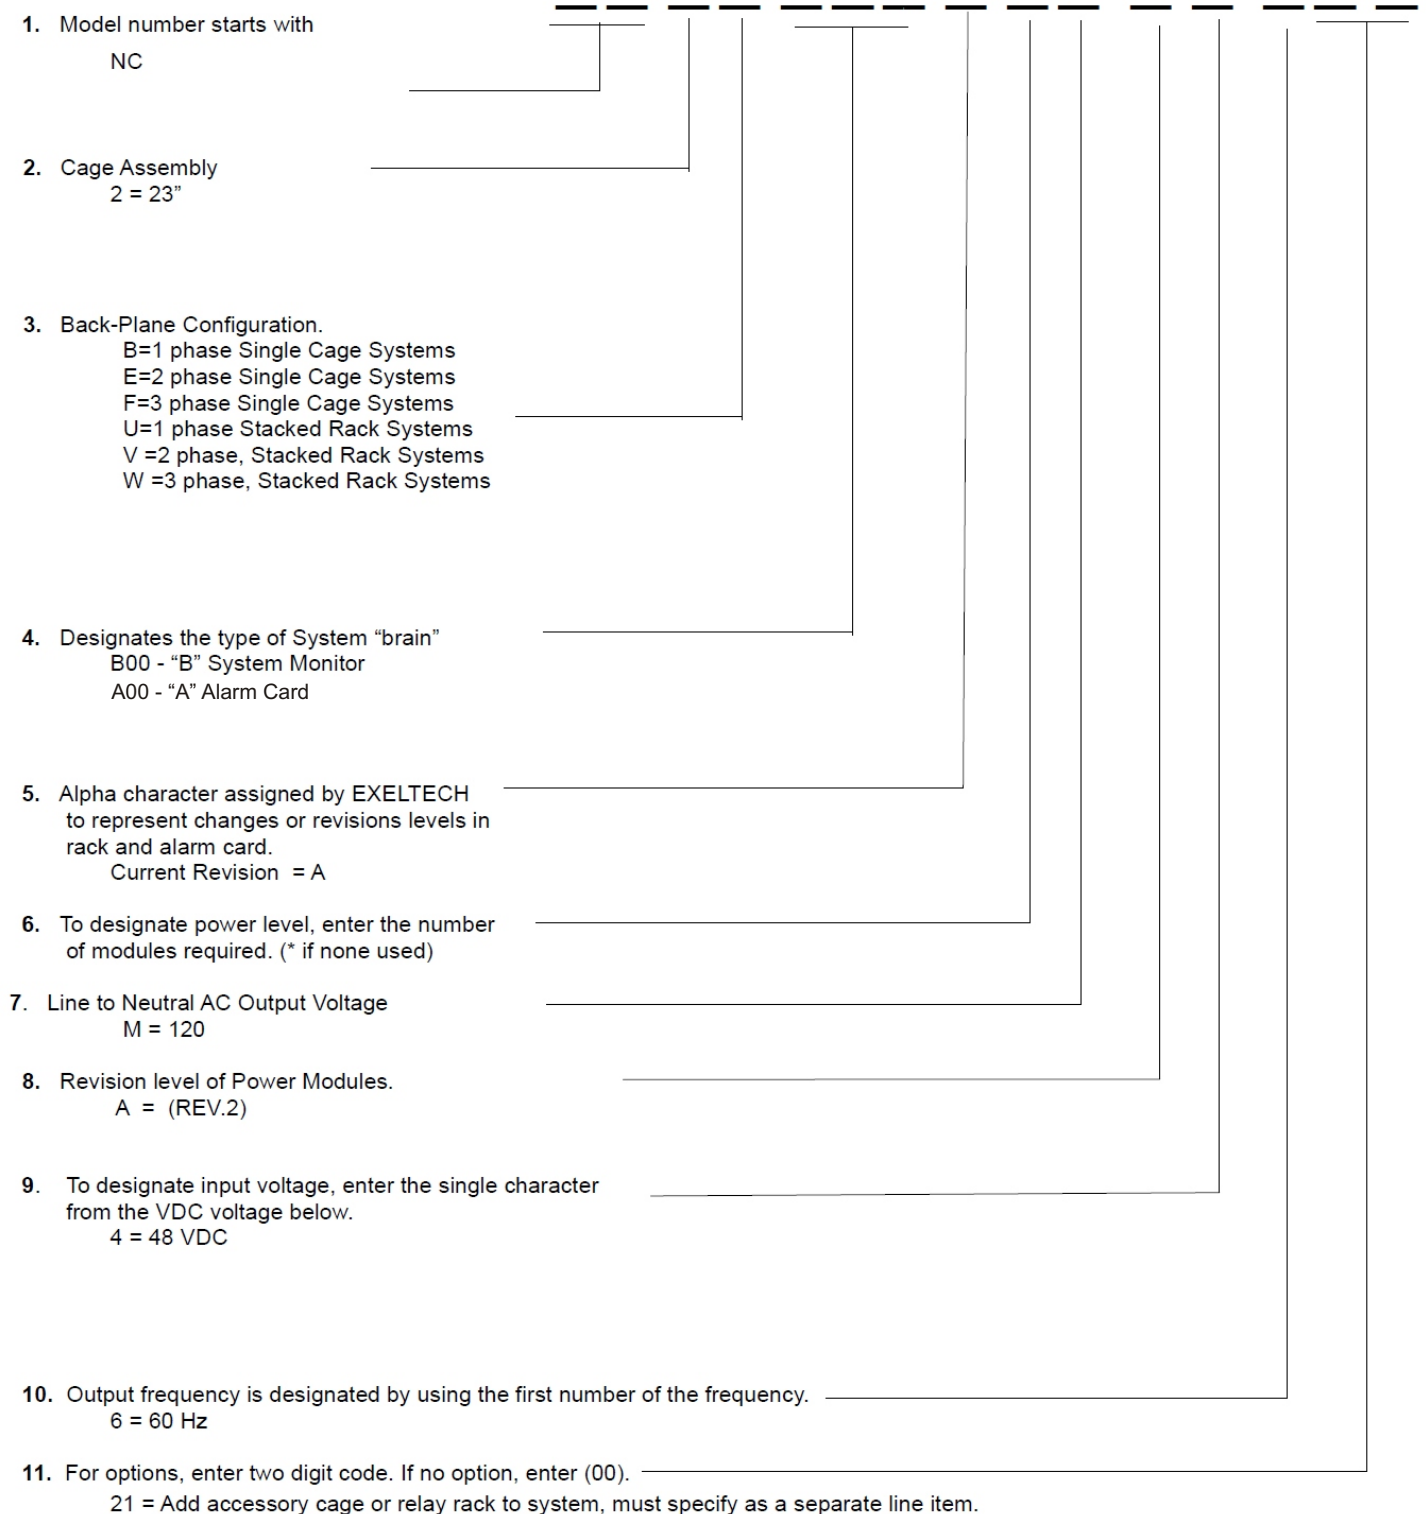 1. Model number starts with
NC
2. Cage Assembly
2 = 23”
3. Back-Plane Configuration.
B=1 phase Single Cage Systems
E=2 phase Single Cage Systems
F=3 phase Single Cage Systems
U=1 phase Stacked Rack Systems
V =2 phase, Stacked Rack Systems
W =3 phase, Stacked Rack Systems
4. Designates the type of System “brain”
B00 - “B” System Monitor
A00 - “A” Alarm Card
5. Alpha character assigned by EXELTECH
to represent changes or revisions levels in
rack and alarm card.
Current Revision = A
6. To designate power level, enter the number
of modules required. (* if none used)
7. Line to Neutral AC Output Voltage
M = 120
8. Revision level of Power Modules.
A = (REV.2)
9. To designate input voltage, enter the single character
from the VDC voltage below.
4 = 48 VDC
10. Output frequency is designated by using the first number of the frequency.
6 = 60 Hz
11. For options, enter two digit code. If no option, enter (00).
21 = Add accessory cage or relay rack to system, must specify as a separate line item.